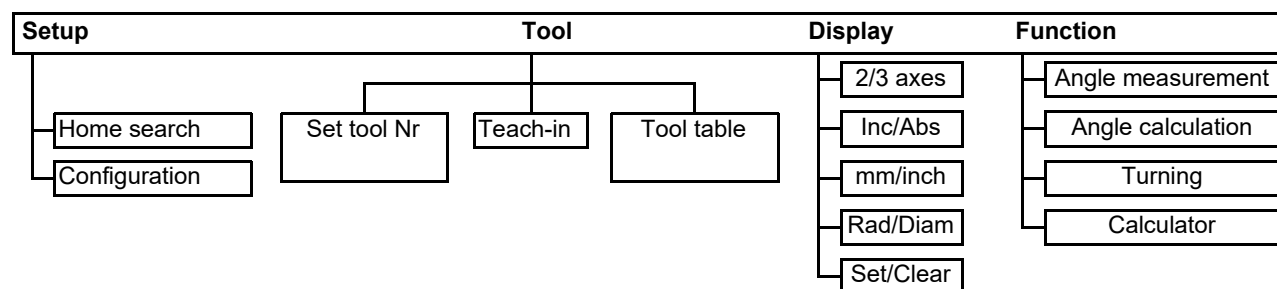 Setup Tool Display Function
2/3 axes Angle measurement
Home search Set tool Nr Teach-in Tool table Inc/Abs Angle calculation
Configuration mm/inch Turning
Rad/Diam Calculator
Set/Clear